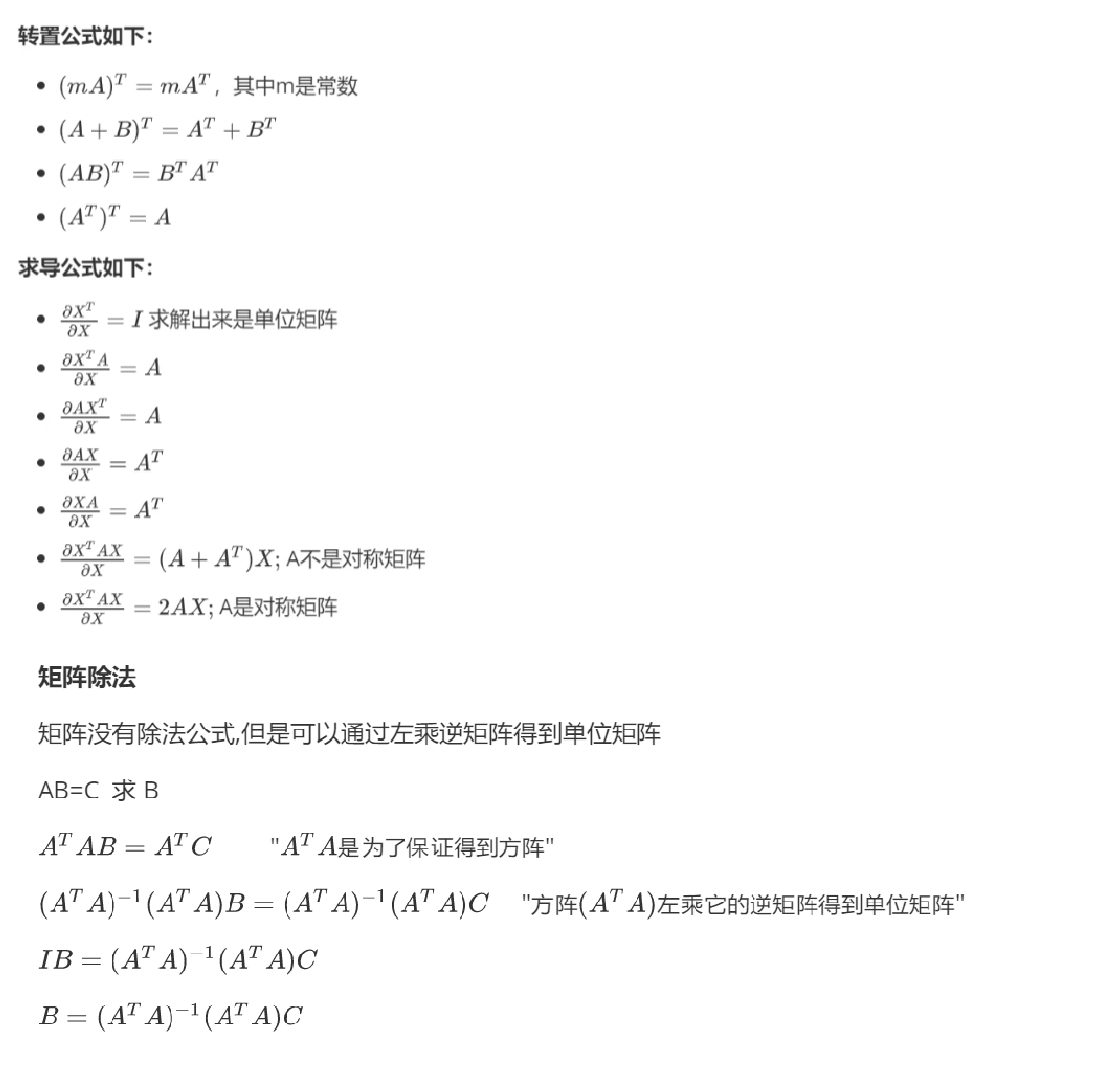 转置公式如下：
• $(mA)^T = mA^T$，其中m是常数
• $(A + B)^T = A^T + B^T$
• $(AB)^T = B^T A^T$
• $(A^T)^T = A$
求导公式如下：
• $\frac{\partial X^T}{\partial X} = I$ 求解出来是单位矩阵
• $\frac{\partial X^T A}{\partial X} = A$
• $\frac{\partial AX^T}{\partial X} = A$
• $\frac{\partial AX}{\partial X} = A^T$
• $\frac{\partial XA}{\partial X} = A^T$
• $\frac{\partial X^T AX}{\partial X} = (A + A^T)X$; A不是对称矩阵
• $\frac{\partial X^T AX}{\partial X} = 2AX$; A是对称矩阵
矩阵除法
矩阵没有除法公式,但是可以通过左乘逆矩阵得到单位矩阵
AB=C 求 B
$A^T AB = A^T C$ "$A^T A$是为了保证得到方阵"
$(A^T A)^{-1}(A^T A)B = (A^T A)^{-1}(A^T A)C$ "方阵$(A^T A)$左乘它的逆矩阵得到单位矩阵"
$IB = (A^T A)^{-1}(A^T A)C$
$B = (A^T A)^{-1}(A^T A)C$